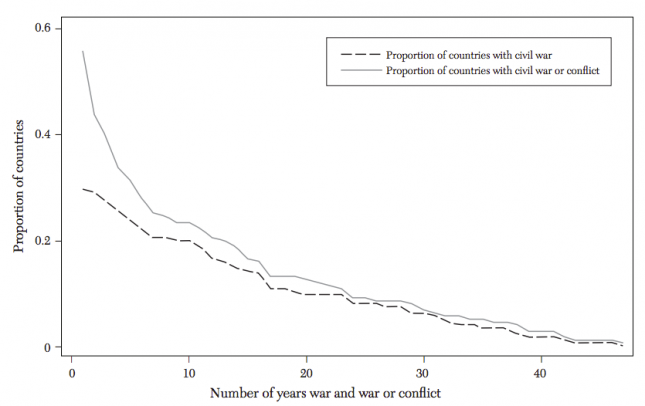 0.6
0.4
0.2
0
Proportion of countries
Proportion of countries with civil war
Proportion of countries with civil war or conflict
0 10 20 30 40
Number of years war and war or conflict